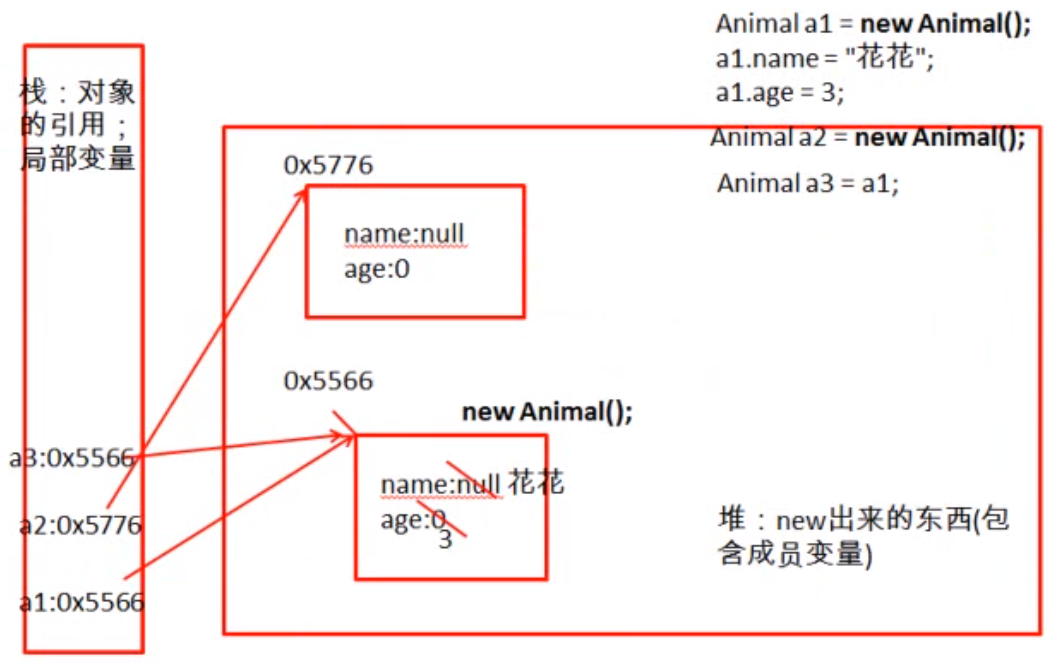 Animal a1 = new Animal();
a1.name = "花花";
a1.age = 3;
Animal a2 = new Animal();
Animal a3 = a1;
栈：对象
的引用；
局部变量
0x5776
name:null
age:0
0x5566
new Animal();
name:null 花花
age:0
3
a3:0x5566
a2:0x5776
a1:0x5566
堆：new出来的东西(包
含成员变量)